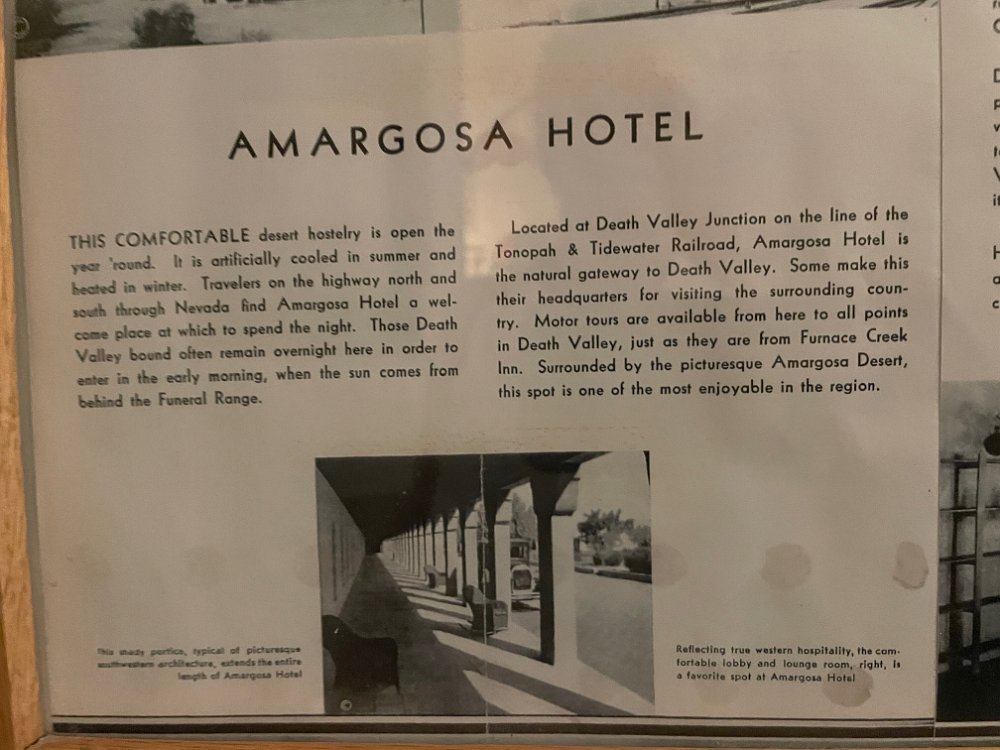 AMARGOSA HOTEL
THIS COMFORTABLE desert hostelry is open the
year 'round. It is artificially cooled in summer and
heated in winter. Travelers on the highway north and
south through Nevada find Amargosa Hotel a wel-
come place at which to spend the night. Those Death
Valley bound often remain overnight here in order to
enter in the early morning, when the sun comes from
behind the Funeral Range.
Located at Death Valley Junction on the line of the
Tonopah & Tidewater Railroad, Amargosa Hotel is
the natural gateway to Death Valley. Some make this
their headquarters for visiting the surrounding coun-
try. Motor tours are available from here to all points
in Death Valley, just as they are from Furnace Creek
Inn. Surrounded by the picturesque Amargosa Desert,
this spot is one of the most enjoyable in the region.
This shady portico, typical of picturesque
southwestern architecture, extends the entire
length of Amargosa Hotel
Reflecting true western hospitality, the com-
fortable lobby and lounge room, right, is
a favorite spot at Amargosa Hotel